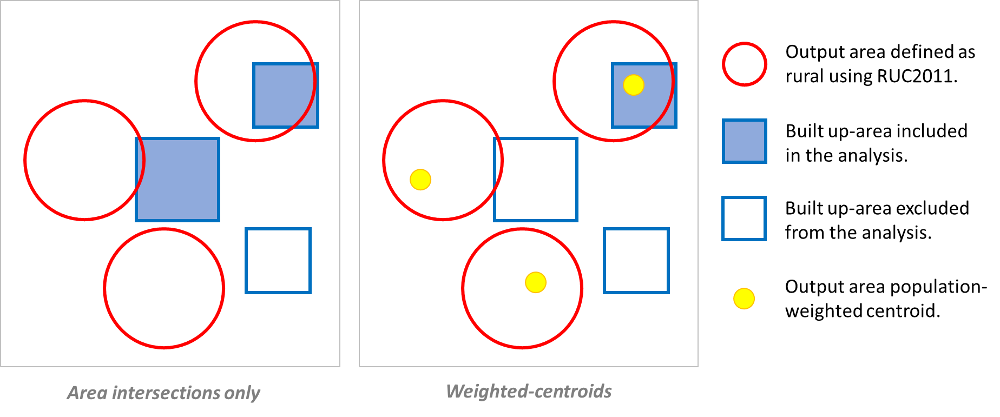 Output area defined as
rural using RUC2011.
Built up-area included
in the analysis.
Built up-area excluded
from the analysis.
Output area population-
weighted centroid.
Area intersections only
Weighted-centroids